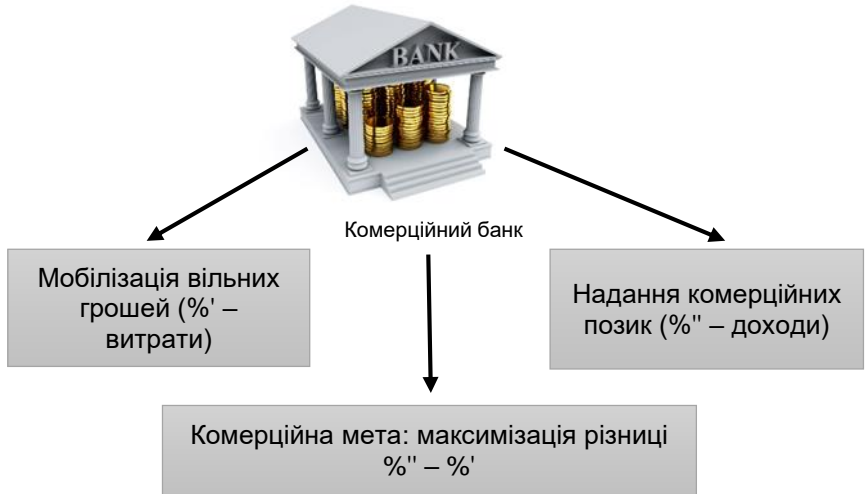 BANK
Комерційний банк
Мобілізація вільних
грошей (%' –
витрати)
Надання комерційних
позик (%'' – доходи)
Комерційна мета: максимізація різниці
%'' – %'